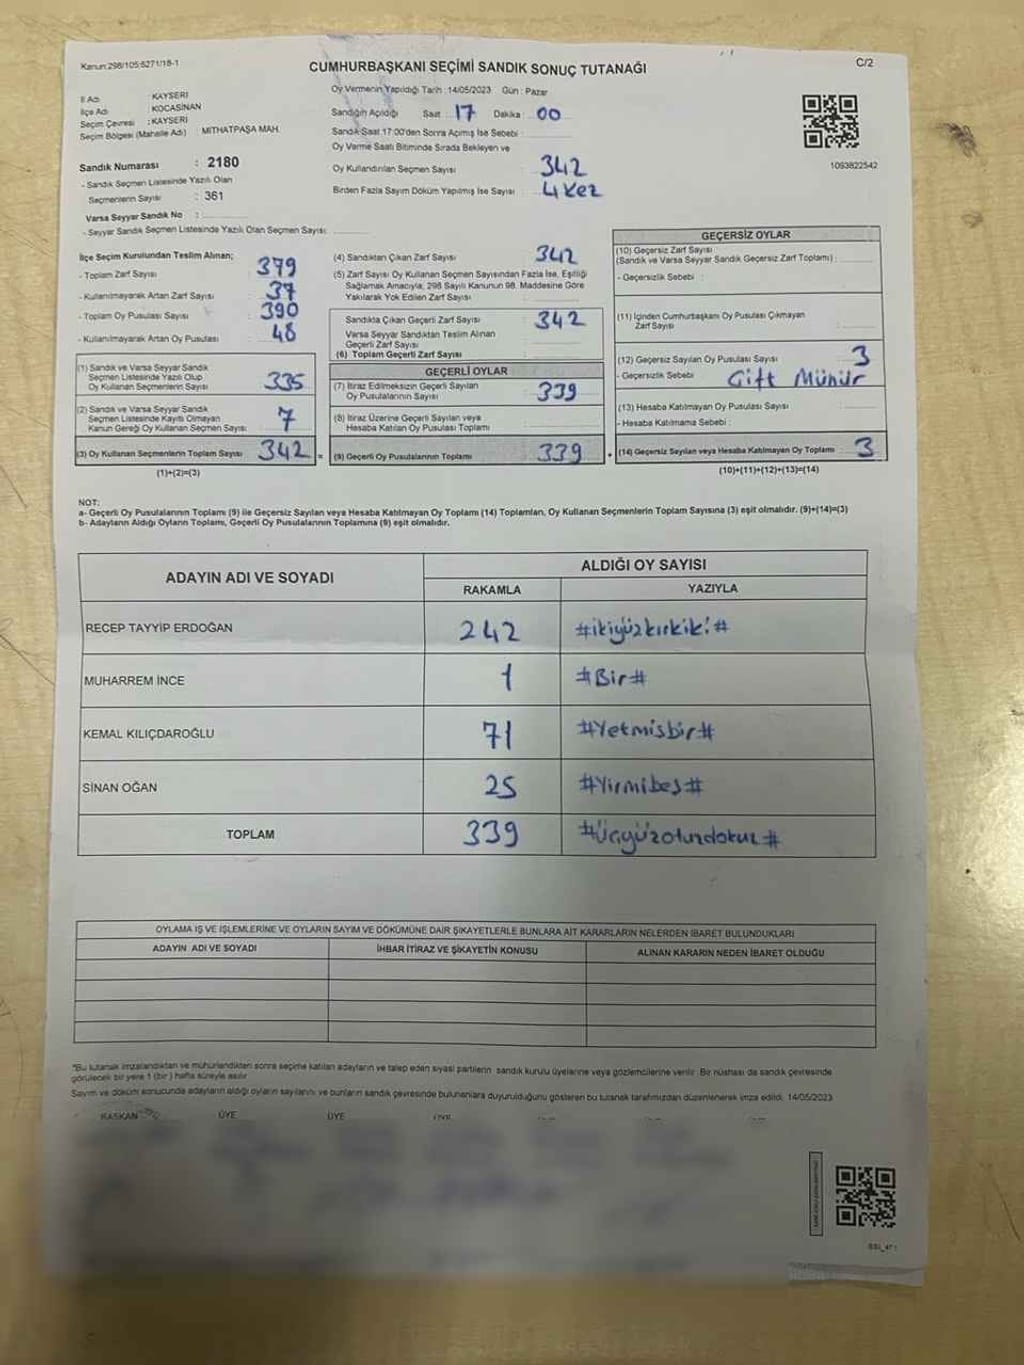 Kanun:298/105;6271/18-1
C/2
CUMHURBAŞKANI SEÇİMİ SANDIK SONUÇ TUTANAĞI
İl Adı : KAYSERİ
İlçe Adı : KOCASİNAN
Seçim Çevresi : KAYSERİ
Seçim Bölgesi (Mahalle Adı) MİTHATPAŞA MAH.
Sandık Numarası : 2180
- Sandık Seçmen Listesinde Yazılı Olan
Seçmenlerin Sayısı : 361
Varsa Seyyar Sandık No :
- Seyyar Sandık Seçmen Listesinde Yazılı Olan Seçmen Sayısı:
Oy Vermenin Yapıldığı Tarih : 14/05/2023 Gün : Pazar
Sandığın Açıldığı Saat : 17 Dakika : 00
Sandık Saat 17:00'den Sonra Açılmış İse Sebebi :
Oy Verme Saati Bitiminde Sırada Bekleyen ve
Oy Kullandırılan Seçmen Sayısı : 342
Birden Fazla Sayım Döküm Yapılmış İse Sayısı : 4 Kez
1093822542
İlçe Seçim Kurulundan Teslim Alınan;
- Toplam Zarf Sayısı : 379
- Kullanılmayarak Artan Zarf Sayısı : 37
- Toplam Oy Pusulası Sayısı : 390
- Kullanılmayarak Artan Oy Pusulası : 48
(1) Sandık ve Varsa Seyyar Sandık
Seçmen Listesinde Yazılı Olup
Oy Kullanan Seçmenlerin Sayısı : 335
(2) Sandık ve Varsa Seyyar Sandık
Seçmen Listesinde Kayıtlı Olmayan
Kanun Gereği Oy Kullanan Seçmen Sayısı : 7
(3) Oy Kullanan Seçmenlerin Toplam Sayısı : 342 =
(1)+(2)=(3)
(4) Sandıktan Çıkan Zarf Sayısı : 342
(5) Zarf Sayısı Oy Kullanan Seçmen Sayısından Fazla İse, Eşitliği
Sağlamak Amacıyla, 298 Sayılı Kanunun 98. Maddesine Göre
Yakılarak Yok Edilen Zarf Sayısı :
Sandıkta Çıkan Geçerli Zarf Sayısı : 342
Varsa Seyyar Sandıktan Teslim Alınan
Geçerli Zarf Sayısı :
(6) Toplam Geçerli Zarf Sayısı :
GEÇERLİ OYLAR
(7) İtiraz Edilmeksizin Geçerli Sayılan
Oy Pusulalarının Sayısı : 339
(8) İtiraz Üzerine Geçerli Sayılan veya
Hesaba Katılan Oy Pusulası Toplamı :
(9) Geçerli Oy Pusulalarının Toplamı : 339 +
GEÇERSİZ OYLAR
(10) Geçersiz Zarf Sayısı
(Sandık ve Varsa Seyyar Sandık Geçersiz Zarf Toplamı) :
- Geçersizlik Sebebi :
(11) İçinden Cumhurbaşkanı Oy Pusulası Çıkmayan
Zarf Sayısı :
(12) Geçersiz Sayılan Oy Pusulası Sayısı : 3
- Geçersizlik Sebebi : Çift Münür
(13) Hesaba Katılmayan Oy Pusulası Sayısı :
- Hesaba Katılmama Sebebi :
(14) Geçersiz Sayılan veya Hesaba Katılmayan Oy Toplamı : 3
(10)+(11)+(12)+(13)=(14)
NOT:
a- Geçerli Oy Pusulalarının Toplamı (9) ile Geçersiz Sayılan veya Hesaba Katılmayan Oy Toplamı (14) Toplamları, Oy Kullanan Seçmenlerin Toplam Sayısına (3) eşit olmalıdır. (9)+(14)=(3)
b- Adayların Aldığı Oyların Toplamı, Geçerli Oy Pusulalarının Toplamına (9) eşit olmalıdır.
ADAYIN ADI VE SOYADI
ALDIĞI OY SAYISI
RAKAMLA YAZIYLA
RECEP TAYYİP ERDOĞAN 242 #ikiyüzkırkiki#
MUHARREM İNCE 1 #Bir#
KEMAL KILIÇDAROĞLU 71 #Yetmisbir#
SİNAN OĞAN 25 #Yirmibeş#
TOPLAM 339 #Üçyüzotuzdokuz#
OYLAMA İŞ VE İŞLEMLERİNE VE OYLARIN SAYIM VE DÖKÜMÜNE DAİR ŞİKAYETLERLE BUNLARA AİT KARARLARIN NELERDEN İBARET BULUNDUKLARI
ADAYIN ADI VE SOYADI İHBAR İTİRAZ VE ŞİKAYETİN KONUSU ALINAN KARARIN NEDEN İBARET OLDUĞU
*Bu tutanak imzalandıktan ve mühürlendikten sonra seçime katılan adayların ve talep eden siyasi partilerin sandık kurulu üyelerine veya gözlemcilerine verilir. Bir nüshası da sandık çevresinde
görülecek bir yere 1 (bir) hafta süreyle asılır.
Sayım ve döküm sonucunda adayların aldığı oyların sayılarını ve bunların sandık çevresinde bulunanlara duyurulduğunu gösteren bu tutanak tarafımızdan düzenlenerek imza edildi. 14/05/2023
BAŞKAN ÜYE ÜYE ÜYE